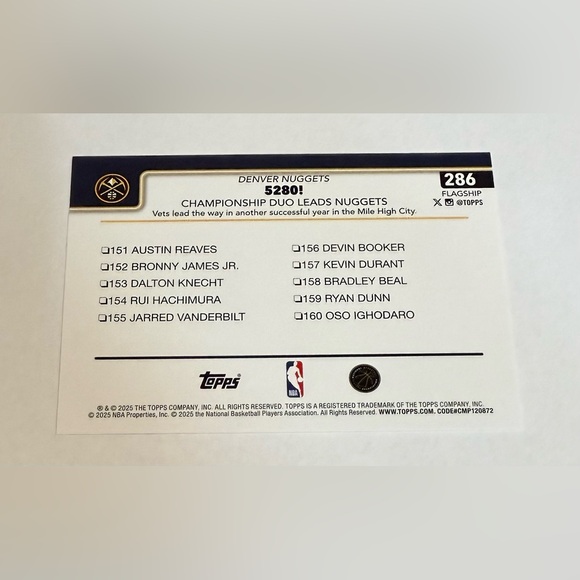 DENVER NUGGETS
5280!
CHAMPIONSHIP DUO LEADS NUGGETS
Vets lead the way in another successful year in the Mile High City.
286
FLAGSHIP
@TOPPS
❏151 AUSTIN REAVES
❏152 BRONNY JAMES JR.
❏153 DALTON KNECHT
❏154 RUI HACHIMURA
❏155 JARRED VANDERBILT
❏156 DEVIN BOOKER
❏157 KEVIN DURANT
❏158 BRADLEY BEAL
❏159 RYAN DUNN
❏160 OSO IGHODARO
Topps
NBA
® & © 2025 THE TOPPS COMPANY, INC. ALL RIGHTS RESERVED. TOPPS IS A REGISTERED TRADEMARK OF THE TOPPS COMPANY, INC.
© 2025 NBA Properties, Inc. © 2025 the National Basketball Players Association. All Rights Reserved. WWW.TOPPS.COM. CODE#CMP120872